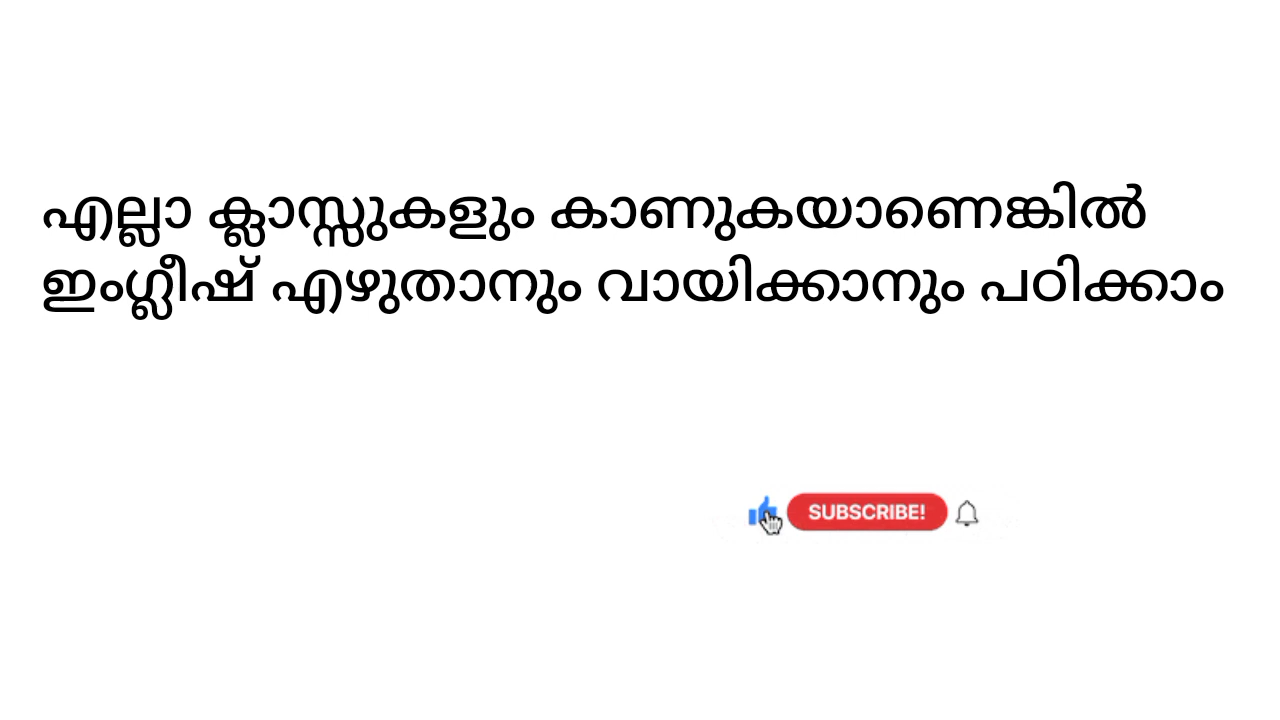 എല്ലാ ക്ലാസ്സുകളും കാണുകയാണെങ്കിൽ
ഇംഗ്ലീഷ് എഴുതാനും വായിക്കാനും പഠിക്കാം
SUBSCRIBE!